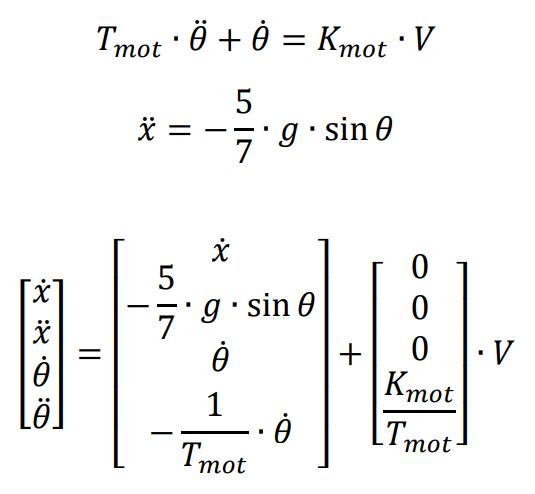 T_mot · θ̈ + θ̇ = K_mot · V
ẍ = − 5/7 · g · sin θ
[ẋ; ẍ; θ̇; θ̈] = [ẋ; − 5/7 · g · sin θ; θ̇; − 1/T_mot · θ̇] + [0; 0; 0; K_mot/T_mot] · V